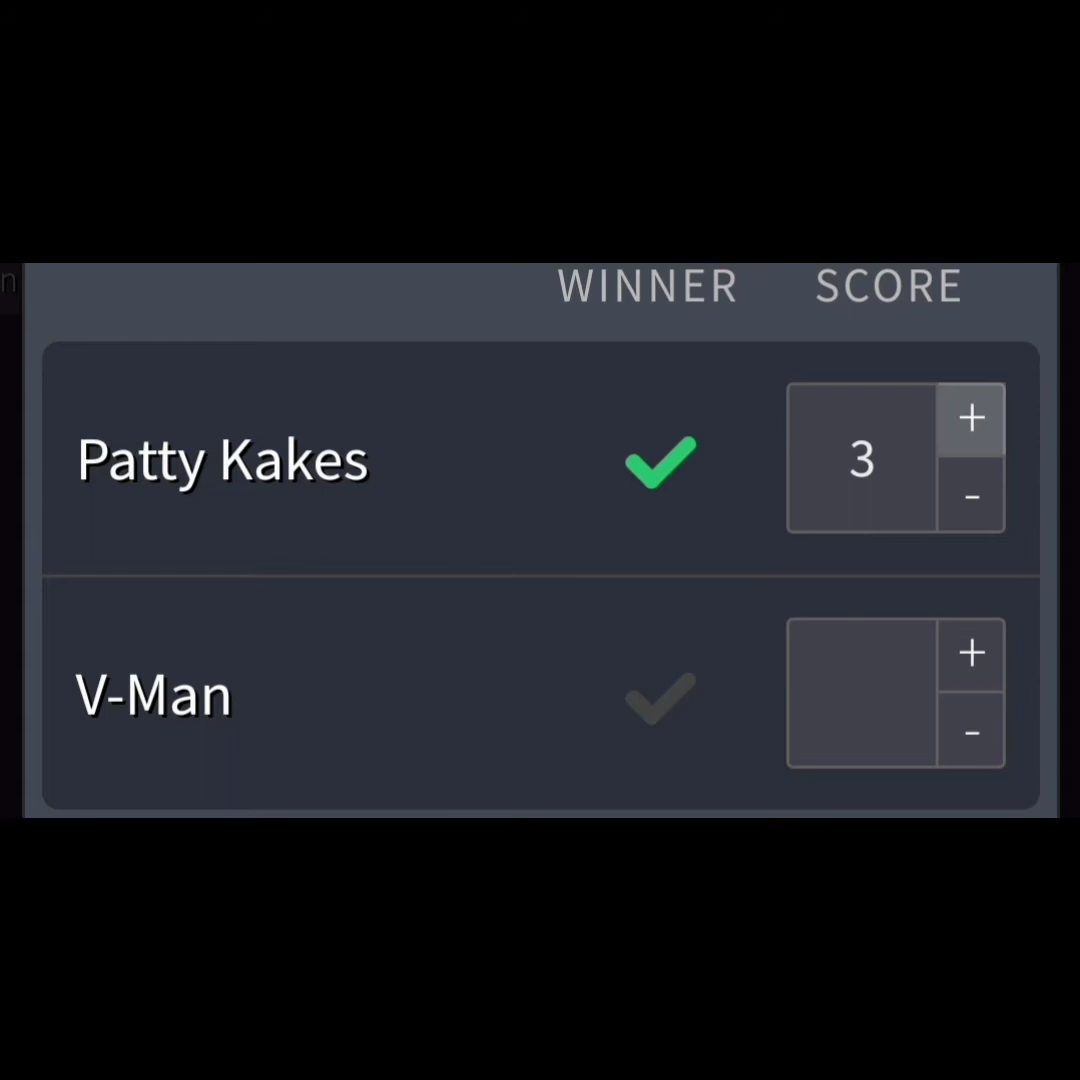 n
WINNER SCORE
Patty Kakes 3 +
-
V-Man +
-